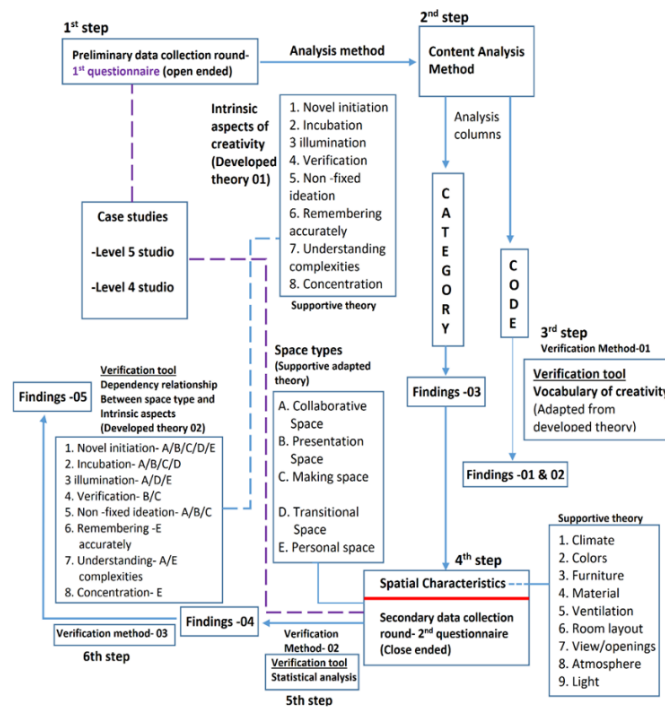 1st step
Preliminary data collection round-
1st questionnaire (open ended)
Analysis method
2nd step
Content Analysis
Method
Analysis
columns
Intrinsic
aspects of
creativity
(Developed
theory 01)
1. Novel initiation
2. Incubation
3 illumination
4. Verification
5. Non -fixed
ideation
6. Remembering
accurately
7. Understanding
complexities
8. Concentration
Supportive theory
Case studies
-Level 5 studio
-Level 4 studio
CATEGORY
CODE
3rd step
Verification Method-01
Verification tool
Vocabulary of creativity
(Adapted from
developed theory)
Findings -03
Findings -01 & 02
Space types
(Supportive adapted
theory)
A. Collaborative
Space
B. Presentation
Space
C. Making space
D. Transitional
Space
E. Personal space
Verification tool
Dependency relationship
Between space type and
Intrinsic aspects
(Developed theory 02)
Findings -05
1. Novel initiation- A/B/C/D/E
2. Incubation- A/B/C/D
3 illumination- A/D/E
4. Verification- B/C
5. Non -fixed ideation- A/B/C
6. Remembering -E
accurately
7. Understanding- A/E
complexities
8. Concentration- E
Verification method- 03
6th step
Findings -04
Verification
Method- 02
Verification tool
Statistical analysis
5th step
4th step
Spatial Characteristics
Secondary data collection
round- 2nd questionnaire
(Close ended)
Supportive theory
1. Climate
2. Colors
3. Furniture
4. Material
5. Ventilation
6. Room layout
7. View/openings
8. Atmosphere
9. Light